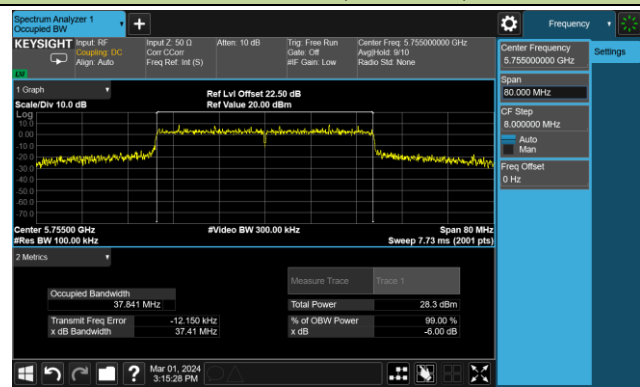 Spectrum Analyzer 1
Occupied BW
Frequency
KEYSIGHT
Input: RF
Coupling: DC
Align: Auto
Input Z: 50 Ω
Corr CCorr
Freq Ref: Int (S)
Atten: 10 dB
Trig: Free Run
Gate: Off
#IF Gain: Low
Center Freq: 5.755000000 GHz
Avg|Hold: 9/10
Radio Std: None
Center Frequency
5.755000000 GHz
Settings
Span
80.000 MHz
CF Step
8.000000 MHz
Auto
Man
Freq Offset
0 Hz
1 Graph
Scale/Div 10.0 dB
Ref Lvl Offset 22.50 dB
Ref Value 20.00 dBm
Log
10.0
0.00
-10.0
-20.0
-30.0
-40.0
-50.0
-60.0
-70.0
Center 5.75500 GHz
#Res BW 100.00 kHz
#Video BW 300.00 kHz
Span 80 MHz
Sweep 7.73 ms (2001 pts)
2 Metrics
Measure Trace
Trace 1
Occupied Bandwidth
37.841 MHz
Total Power
28.3 dBm
Transmit Freq Error
-12.150 kHz
% of OBW Power
99.00 %
x dB Bandwidth
37.41 MHz
x dB
-6.00 dB
Mar 01, 2024
3:15:28 PM